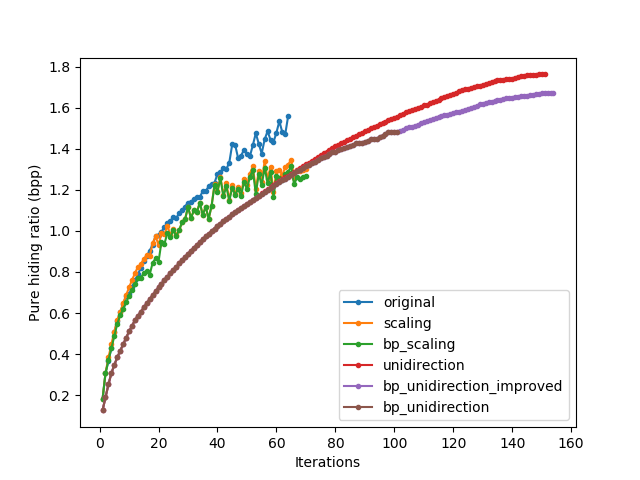 1.8
1.6
1.4
1.2
1.0
0.8
0.6
0.4
0.2
Pure hiding ratio (bpp)
original
scaling
bp_scaling
unidirection
bp_unidirection_improved
bp_unidirection
0 20 40 60 80 100 120 140 160
Iterations